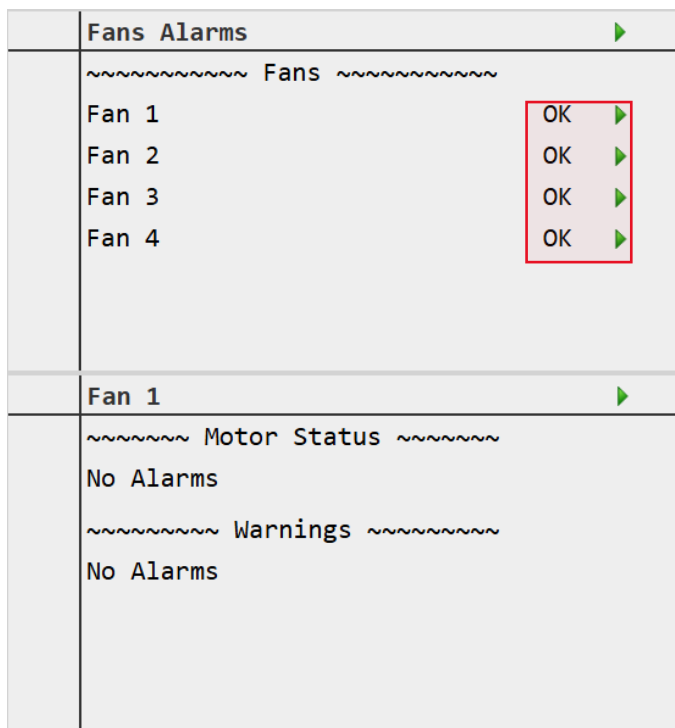 Fans Alarms
~~~~~~~~~~~ Fans ~~~~~~~~~~~
Fan 1 OK
Fan 2 OK
Fan 3 OK
Fan 4 OK
Fan 1
~~~~~~~ Motor Status ~~~~~~~
No Alarms
~~~~~~~~~ Warnings ~~~~~~~~~
No Alarms